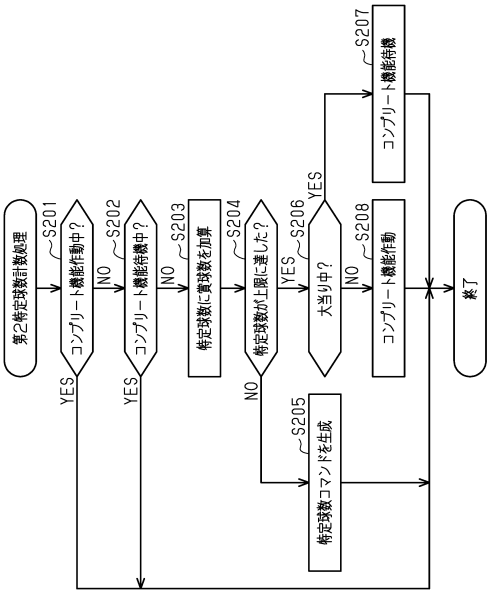 第2特定球数計数処理
S201
コンプリート機能作動中?
YES
NO
S202
コンプリート機能待機中?
YES
NO
S203
特定球数に賞球数を加算
S204
特定球数が上限に達した?
NO
YES
S205
特定球数コマンドを生成
S206
大当り中?
YES
NO
S207
コンプリート機能待機
S208
コンプリート機能作動
終了